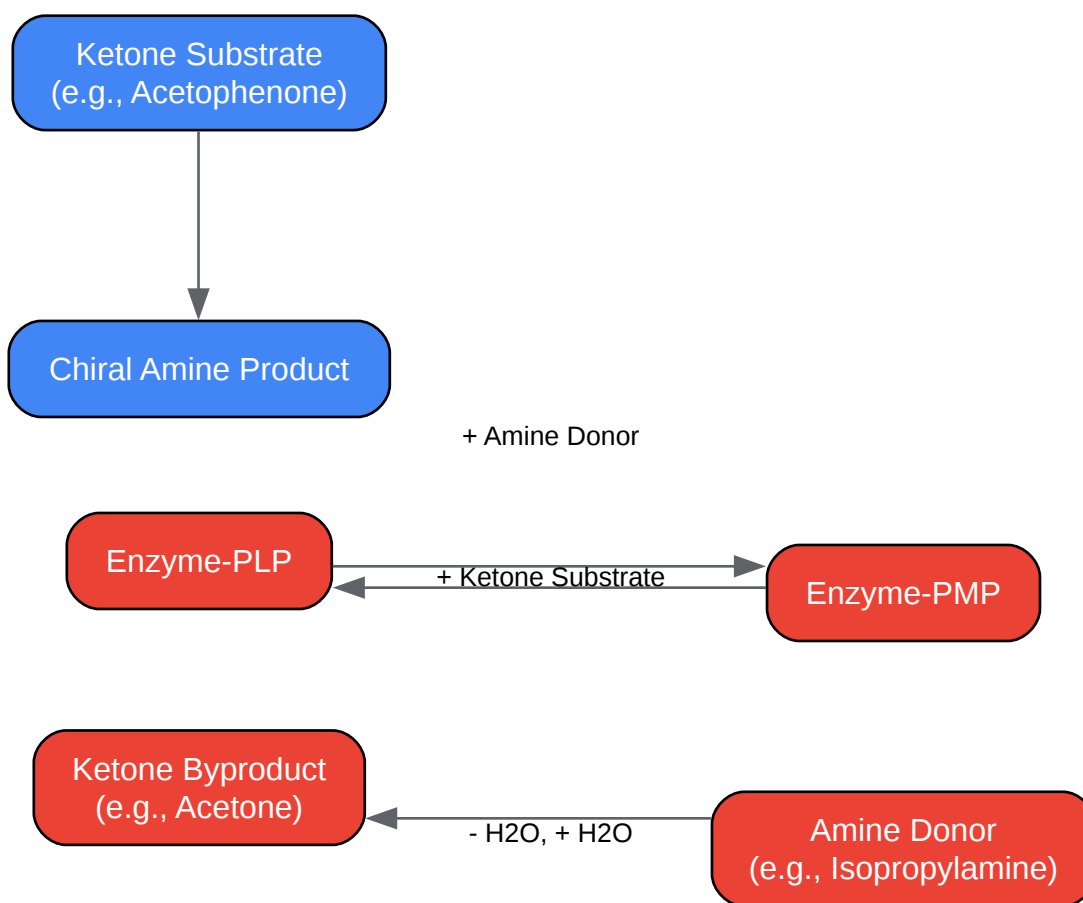 Ketone Substrate
(e.g., Acetophenone)
Chiral Amine Product
+ Amine Donor
Enzyme-PLP
+ Ketone Substrate
Enzyme-PMP
Ketone Byproduct
(e.g., Acetone)
- H2O, + H2O
Amine Donor
(e.g., Isopropylamine)